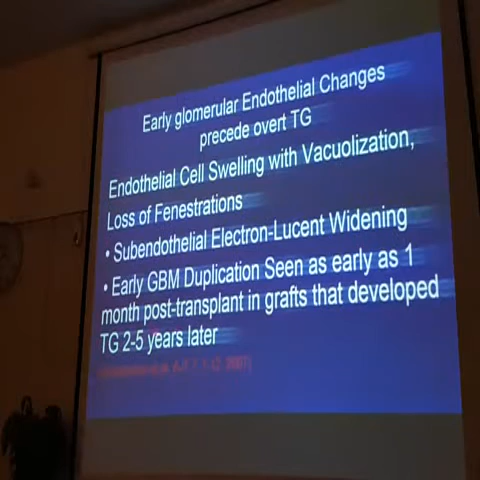 Early glomerular Endothelial Changes
precede overt TG
Endothelial Cell Swelling with Vacuolization,
Loss of Fenestrations
• Subendothelial Electron-Lucent Widening
• Early GBM Duplication Seen as early as 1
month post-transplant in grafts that developed
TG 2-5 years later
2007)